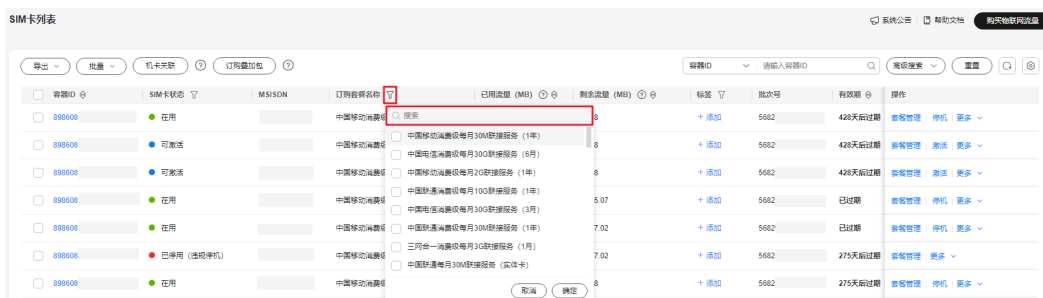 SIM卡列表
系统公告 帮助文档 购买物联网流量
导出 批量 机卡关联 订购叠加包 容器ID 请输入容器ID 高级搜索 重置
容器ID SIM卡状态 MSISDN 订购套餐名称 已用流量 (MB) 剩余流量 (MB) 标签 批次号 有效期 操作
898608 在用 中国移动消费级 8 + 添加 5682 428天后过期 套餐管理 停机 更多
898608 可激活 中国移动消费级 8 + 添加 5682 428天后过期 套餐管理 激活 更多
898608 可激活 中国移动消费级 8 + 添加 5682 428天后过期 套餐管理 激活 更多
898608 在用 中国移动消费级 5.07 + 添加 5682 已过期 套餐管理 停机 更多
898608 在用 中国移动消费级 7.02 + 添加 5682 已过期 套餐管理 停机 更多
898608 已停用 (违规停机) 中国移动消费级 7.02 + 添加 5682 275天后过期 套餐管理 更多
898608 在用 中国移动消费级 8 + 添加 5682 275天后过期 套餐管理 停机 更多
搜索
中国移动消费级每月30M联接服务 (1年)
中国电信消费级每月30G联接服务 (6月)
中国移动消费级每月2G联接服务 (1年)
中国联通消费级每月10G联接服务 (1年)
中国电信消费级每月30G联接服务 (3月)
中国联通消费级每月30M联接服务 (1年)
三网合一消费级每月3G联接服务 (1月)
中国联通每月30M联接服务 (实体卡)
取消 确定